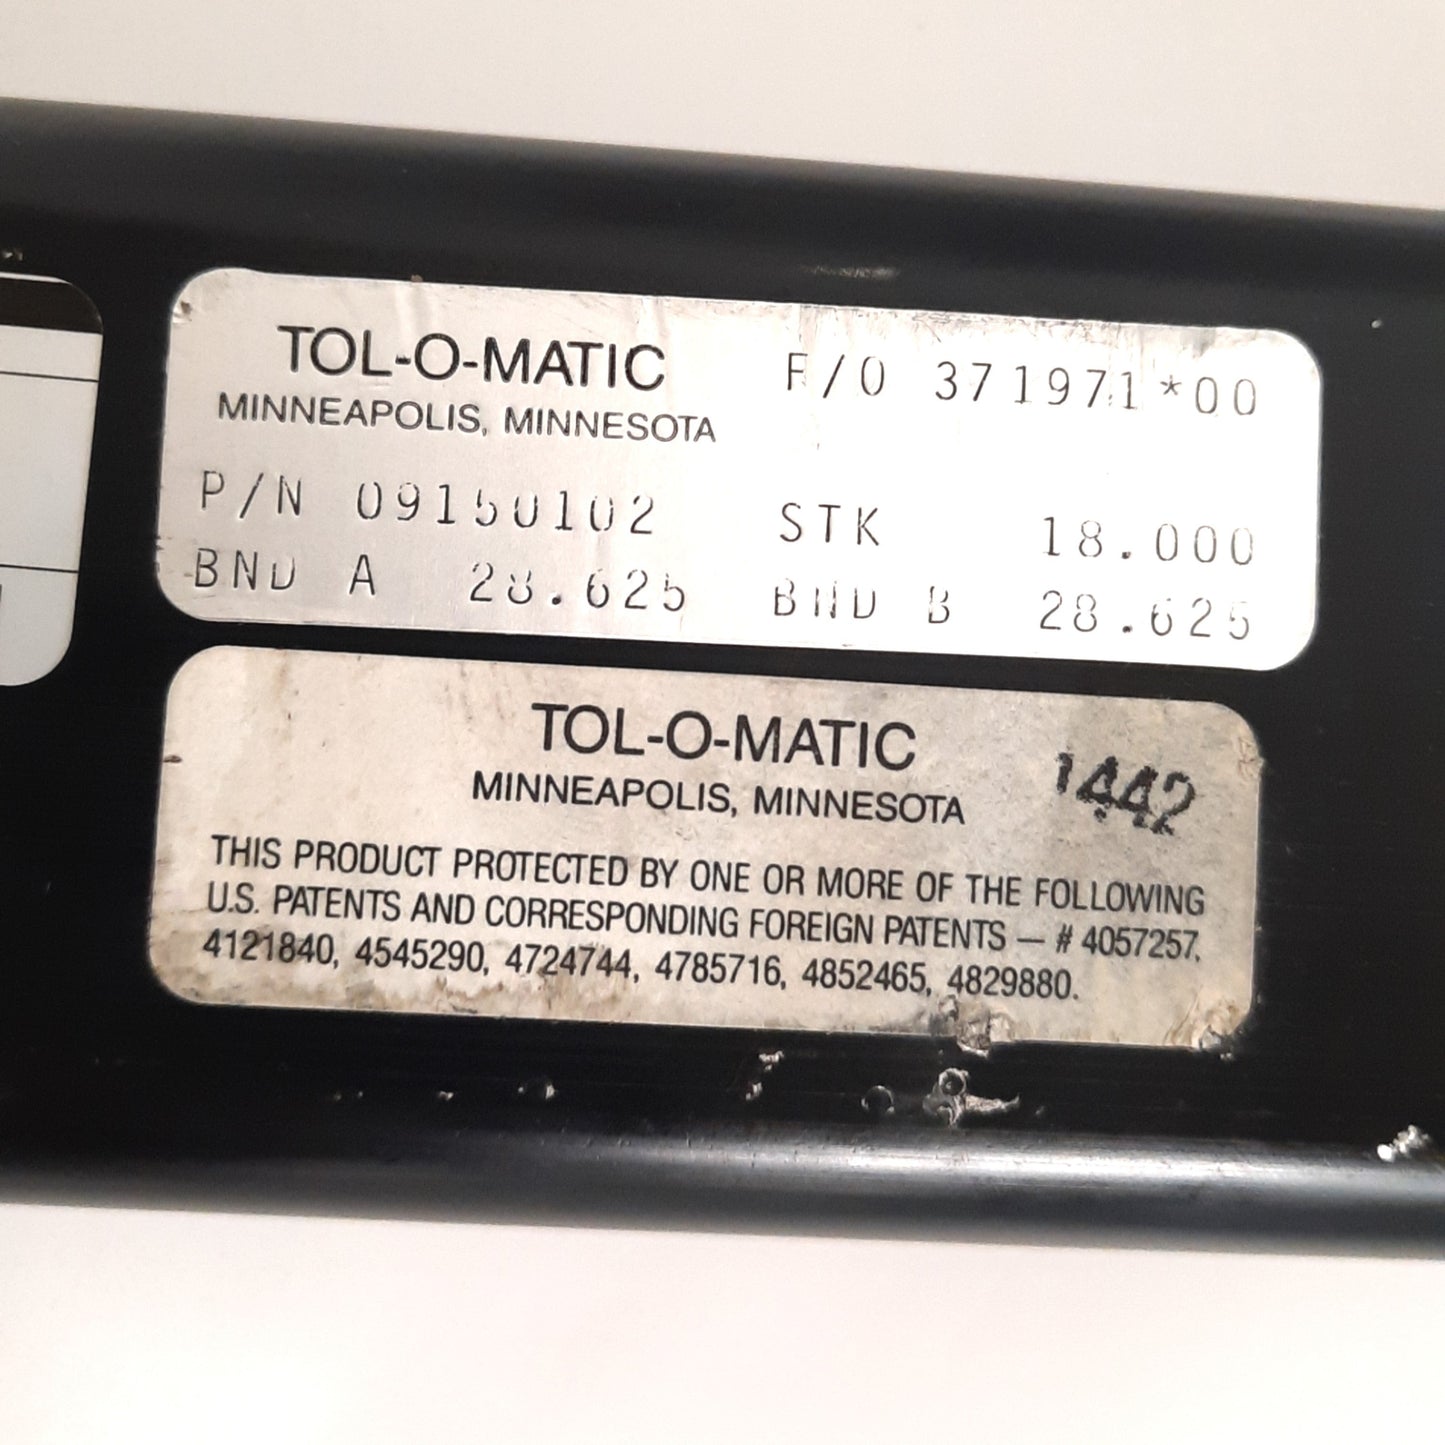 TOL-O-MATIC F/O 371971*00
MINNEAPOLIS, MINNESOTA
P/N 09150102 STK 18.000
BND A 28.625 BND B 28.625
TOL-O-MATIC
1442
MINNEAPOLIS, MINNESOTA
THIS PRODUCT PROTECTED BY ONE OR MORE OF THE FOLLOWING
U.S. PATENTS AND CORRESPONDING FOREIGN PATENTS — # 4057257,
4121840, 4545290, 4724744, 4785716, 4852465, 4829880.